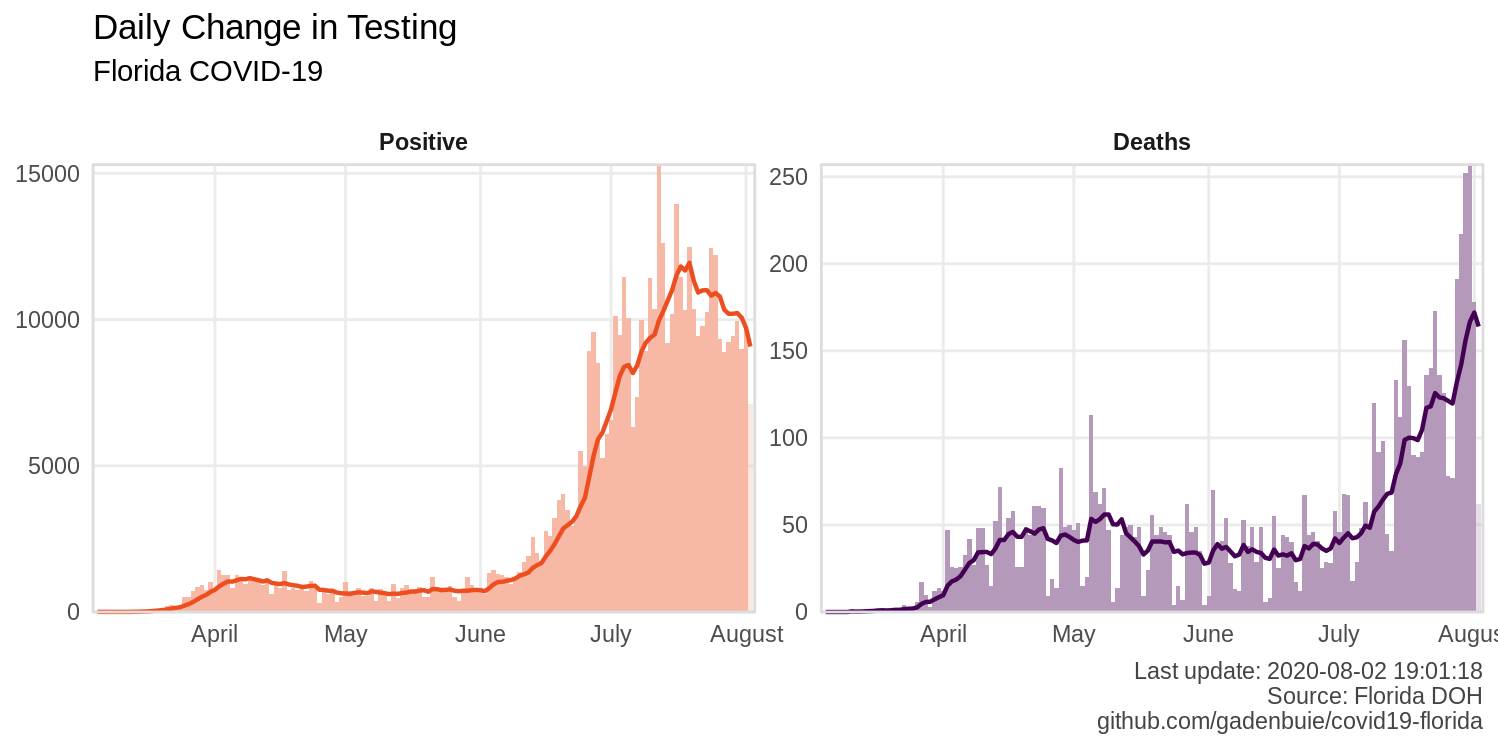 Daily Change in Testing
Florida COVID-19
Positive
Deaths
15000
10000
5000
0
April May June July August
250
200
150
100
50
0
April May June July Augus
Last update: 2020-08-02 19:01:18
Source: Florida DOH
github.com/gadenbuie/covid19-florida